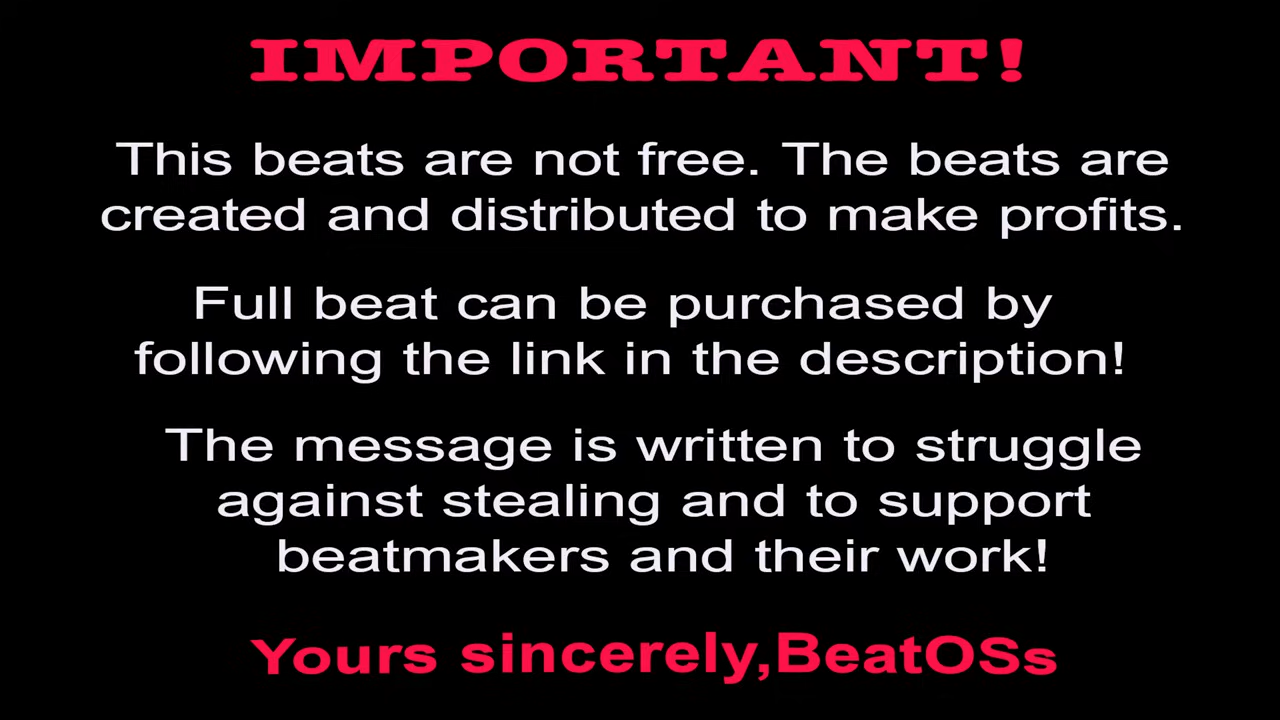 IMPORTANT!
This beats are not free. The beats are
created and distributed to make profits.
Full beat can be purchased by
following the link in the description!
The message is written to struggle
against stealing and to support
beatmakers and their work!
Yours sincerely,BeatOSs